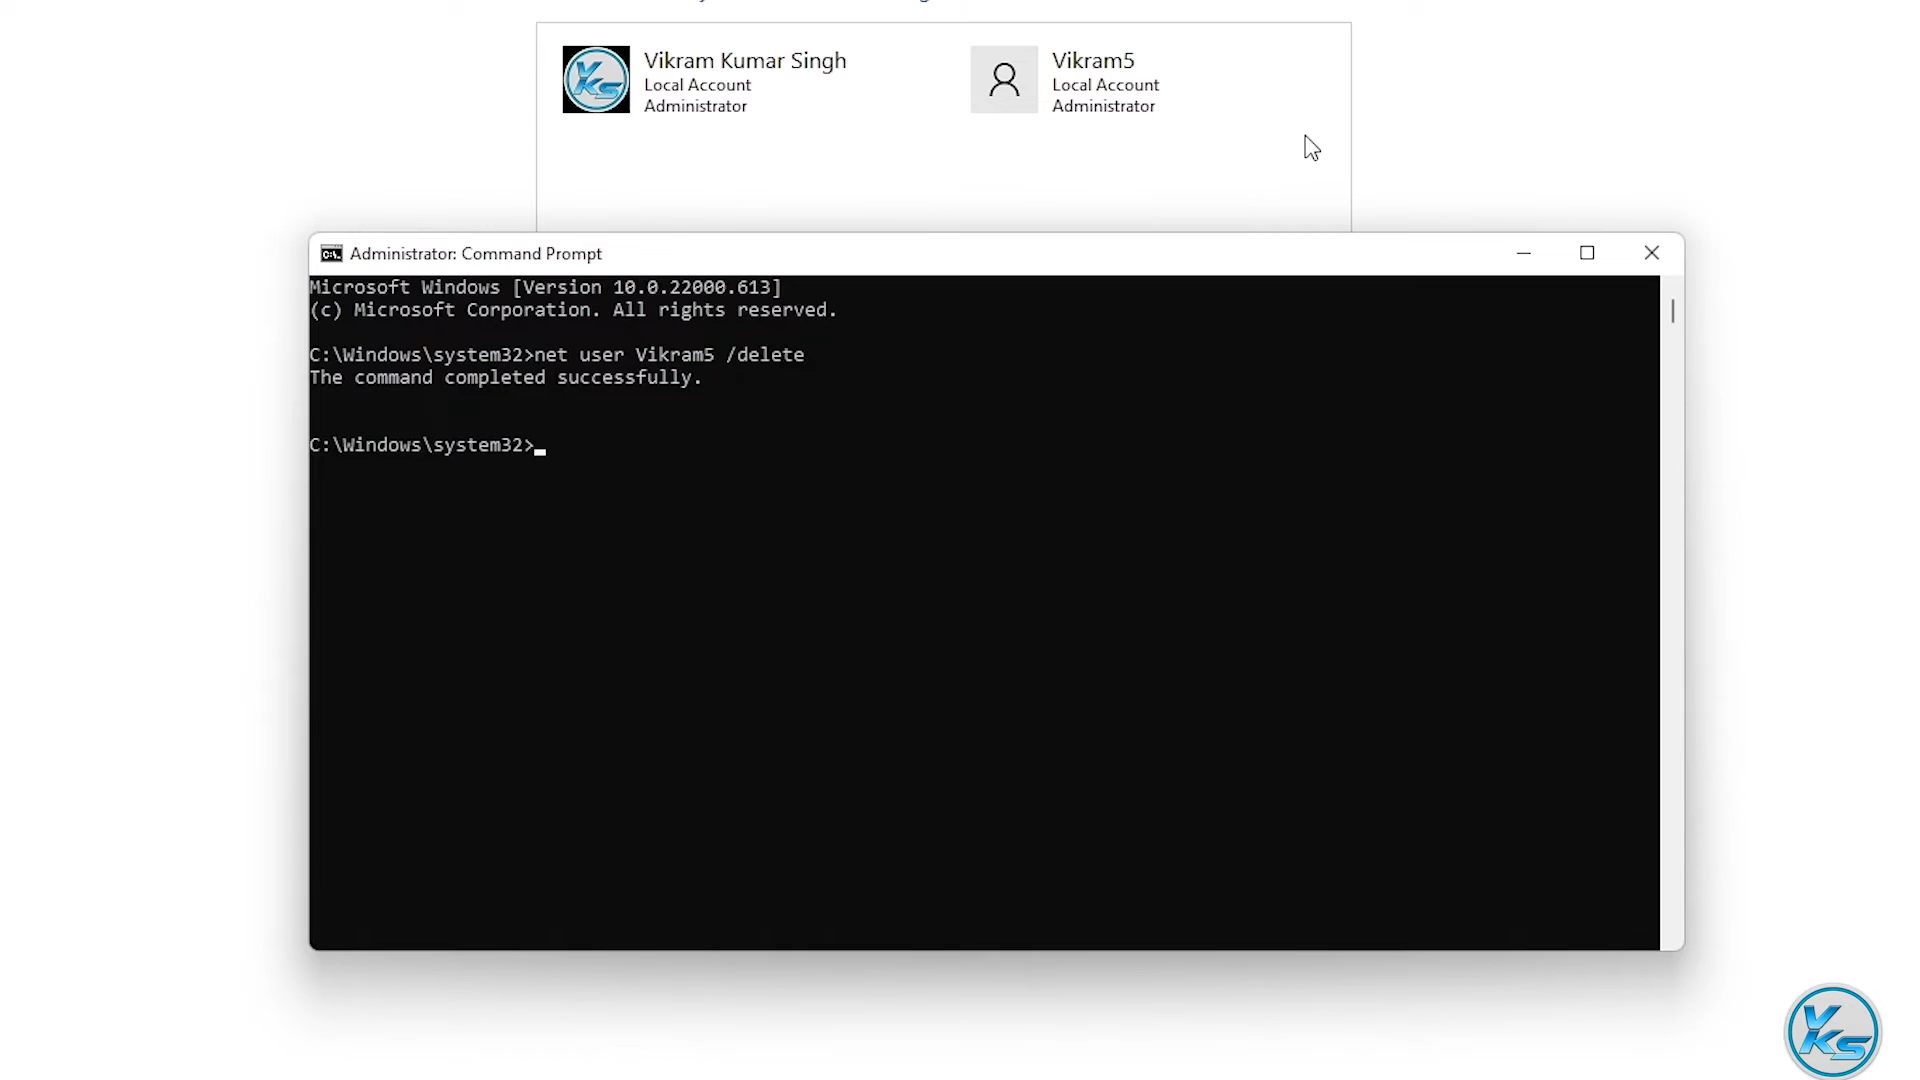 Vikram Kumar Singh
Local Account
Administrator
Vikram5
Local Account
Administrator
Administrator: Command Prompt
Microsoft Windows [Version 10.0.22000.613]
(c) Microsoft Corporation. All rights reserved.
C:\Windows\system32>net user Vikram5 /delete
The command completed successfully.
C:\Windows\system32>
VKS